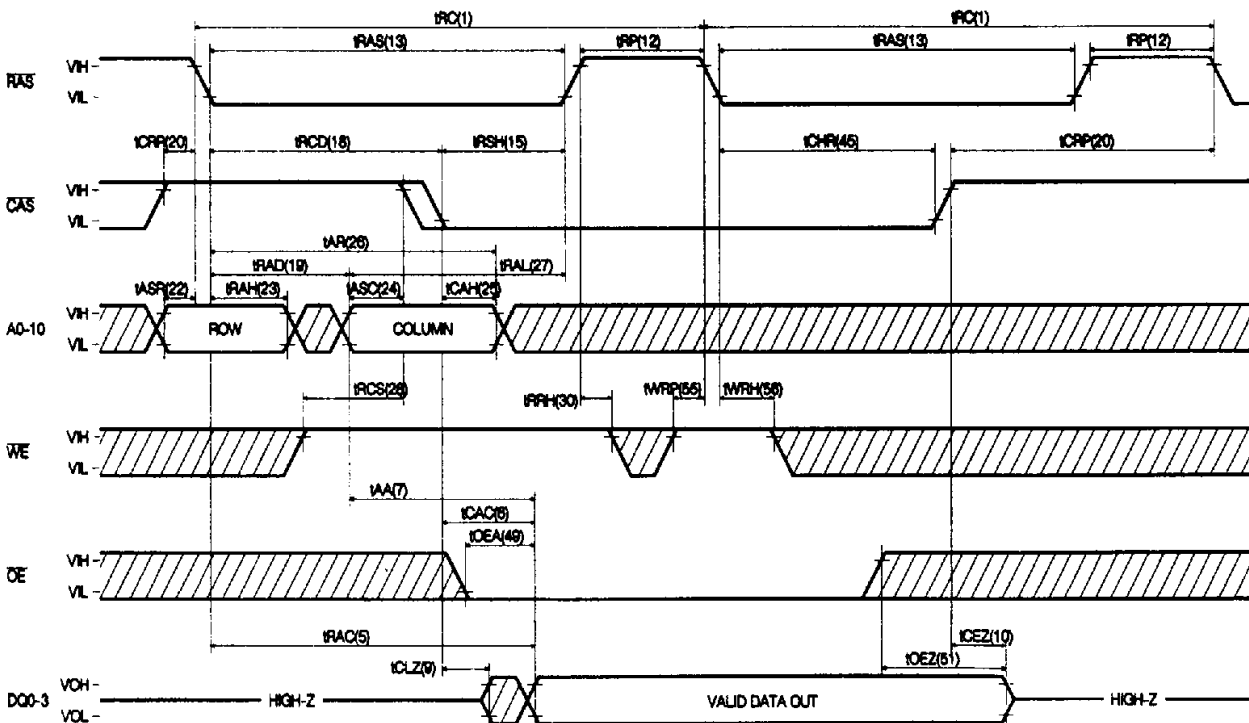 tRC(1) tRC(1)
tRAS(13) tRP(12) tRAS(13) tRP(12)
RAS VIH
VIL
tCRP(20) tRCD(18) tRSH(15) tCHR(45) tCRP(20)
CAS VIH
VIL
tAR(26)
tRAD(19) tRAL(27)
tASR(22) tRAH(23) tASC(24) tCAH(25)
A0-10 VIH
VIL
ROW COLUMN
tRCS(28) tRRH(30) tWRP(55) tWRH(56)
WE VIH
VIL
tAA(7)
tCAC(6)
tOEA(49)
OE VIH
VIL
tRAC(5) tCEZ(10)
tCLZ(9) tOEZ(51)
DQ0-3 VOH
VOL
HIGH-Z VALID DATA OUT HIGH-Z